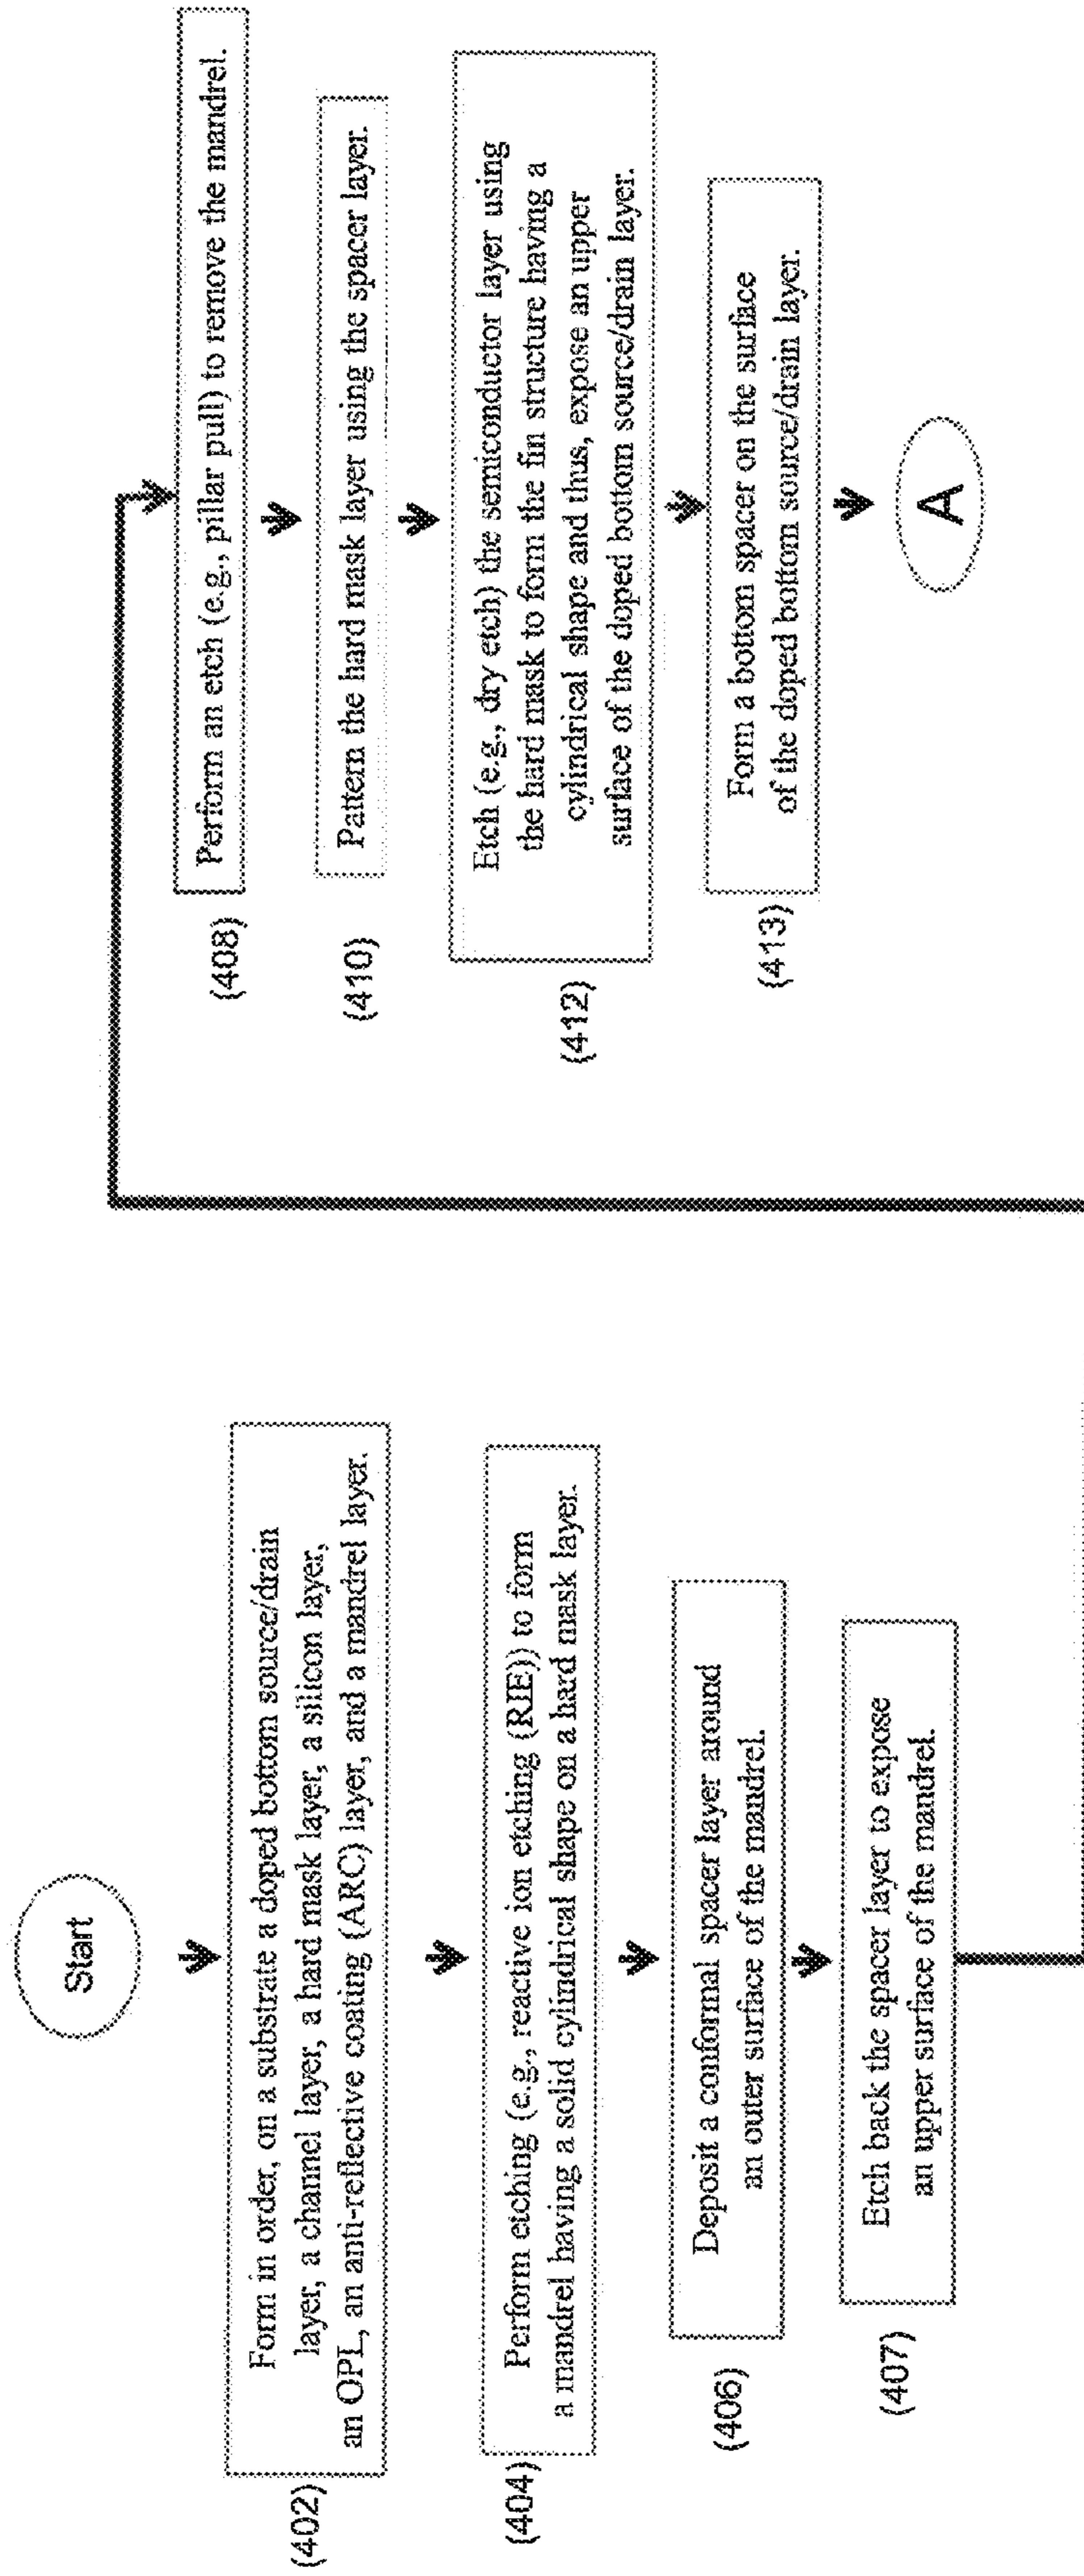 Start
(402)
Form in order, on a substrate a doped bottom source/drain
layer, a channel layer, a hard mask layer, a silicon layer,
an OPL, an anti-reflective coating (ARC) layer, and a mandrel layer.
(404)
Perform etching (e.g., reactive ion etching (RIE)) to form
a mandrel having a solid cylindrical shape on a hard mask layer.
(406)
Deposit a conformal spacer layer around
an outer surface of the mandrel.
(407)
Etch back the spacer layer to expose
an upper surface of the mandrel.
(408)
Perform an etch (e.g., pillar pull) to remove the mandrel.
(410)
Pattern the hard mask layer using the spacer layer.
(412)
Etch (e.g., dry etch) the semiconductor layer using
the hard mask to form the fin structure having a
cylindrical shape and thus, expose an upper
surface of the doped bottom source/drain layer.
(413)
Form a bottom spacer on the surface
of the doped bottom source/drain layer.
A